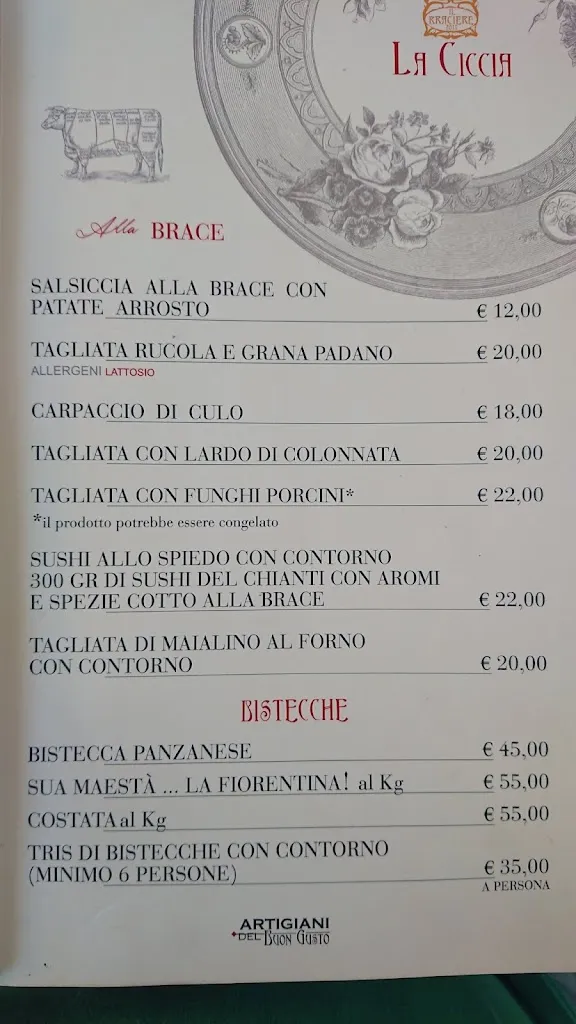 IL
BRACIERE
La Ciccia
Alla BRACE
SALSICCIA ALLA BRACE CON
PATATE ARROSTO € 12,00
TAGLIATA RUCOLA E GRANA PADANO € 20,00
ALLERGENI LATTOSIO
CARPACCIO DI CULO € 18,00
TAGLIATA CON LARDO DI COLONNATA € 20,00
TAGLIATA CON FUNGHI PORCINI* € 22,00
*il prodotto potrebbe essere congelato
SUSHI ALLO SPIEDO CON CONTORNO
300 GR DI SUSHI DEL CHIANTI CON AROMI
E SPEZIE COTTO ALLA BRACE € 22,00
TAGLIATA DI MAIALINO AL FORNO
CON CONTORNO € 20,00
BISTECCHE
BISTECCA PANZANESE € 45,00
SUA MAESTÀ ... LA FIORENTINA! al Kg € 55,00
COSTATA al Kg € 55,00
TRIS DI BISTECCHE CON CONTORNO
(MINIMO 6 PERSONE) € 35,00
A PERSONA
ARTIGIANI
DEL Buon Gusto